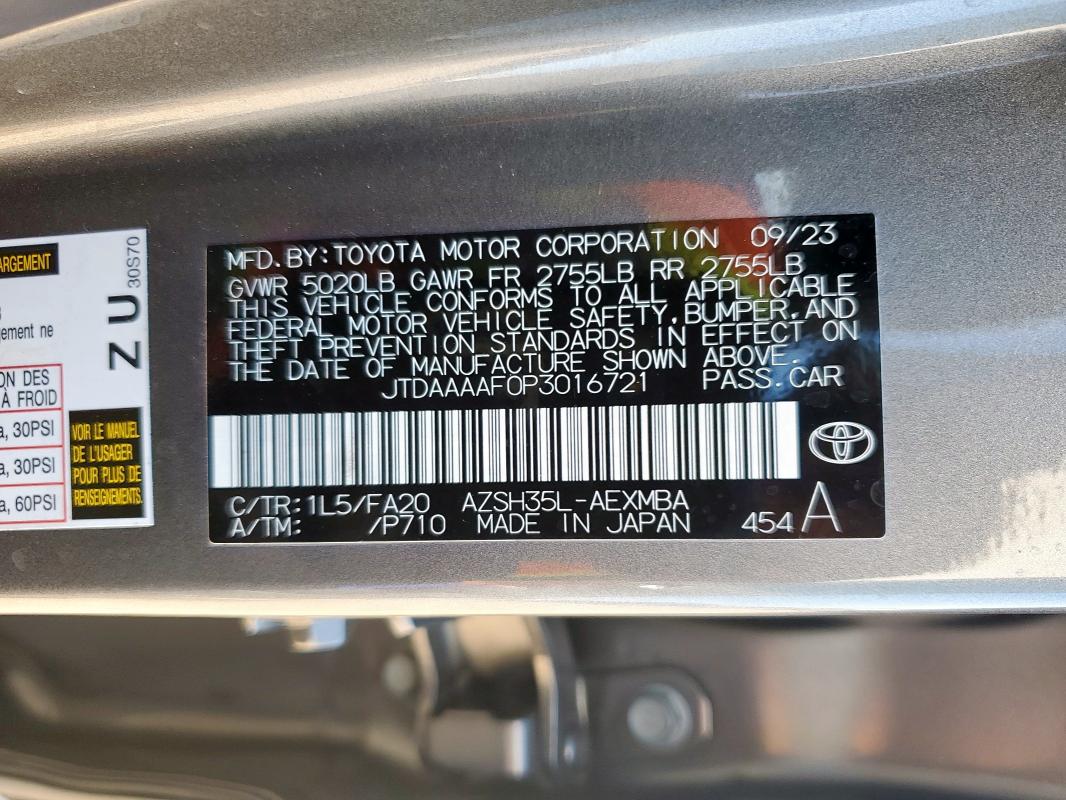 MFD. BY: TOYOTA MOTOR CORPORATION 09/23
GVWR 5020LB GAWR FR 2755LB RR 2755LB
THIS VEHICLE CONFORMS TO ALL APPLICABLE
FEDERAL MOTOR VEHICLE SAFETY, BUMPER, AND
THEFT PREVENTION STANDARDS IN EFFECT ON
THE DATE OF MANUFACTURE SHOWN ABOVE.
JTDAAAAF0P3016721 PASS. CAR
C/TR: 1L5/FA20 AZSH35L-AEXMBA
A/TM: /P710 MADE IN JAPAN 454 A
ARGEMENT
gement ne
ON DES
À FROID
a, 30PSI
a, 30PSI
a, 60PSI
VOIR LE MANUEL
DE L'USAGER
POUR PLUS DE
RENSEIGNEMENTS.
Z U
30S70